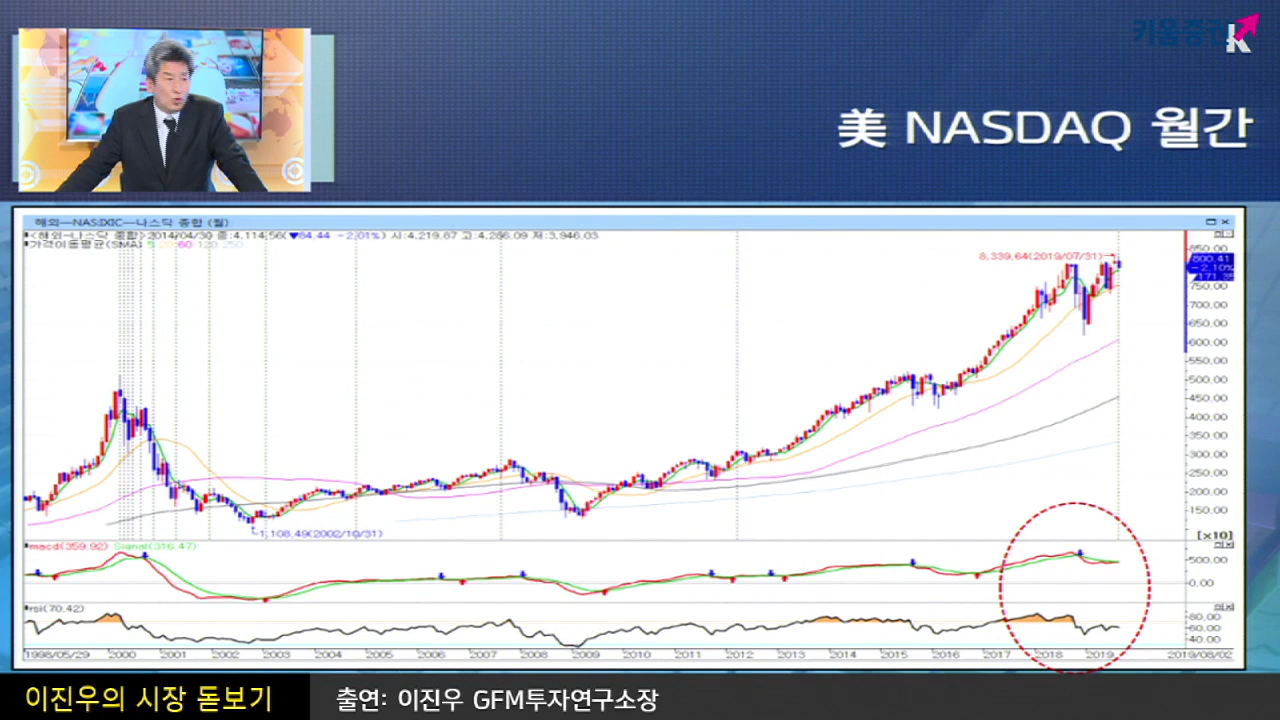 키움증권
美 NASDAQ 월간
해외-NAS:IXIC-나스닥 종합 (월)
<해외-나스닥 종합>2014/04/30 종:4,114.56(▼84.44 -2.01%) 시:4,219.87 고:4,286.09 저:3,946.03
가격이동평균(SMA) 5 20 60 120 250
8,339.64(2019/07/31)
850.00
800.41
-2.10%
750.00
700.00
650.00
600.00
550.00
500.00
450.00
400.00
350.00
300.00
250.00
200.00
150.00
1,108.49(2002/10/31)
[x10]
macd(359.92) Signal(316.47)
500.00
0.00
rsi(70.42)
80.00
60.00
40.00
1998/05/29 2000 2001 2002 2003 2004 2005 2006 2007 2008 2009 2010 2011 2012 2013 2014 2015 2016 2017 2018 2019 2019/08/02
이진우의 시장 돋보기
출연: 이진우 GFM투자연구소장